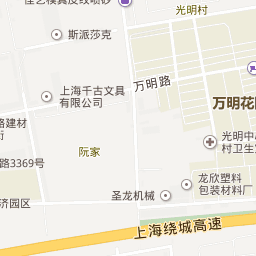 光明村
斯派莎克
万明路
上海千古文具
有限公司
万明花
路建材
街
光明中
村卫生
阮家
路3369号
龙欣塑料
包装材料厂
圣龙机械
济园区
上海绕城高速